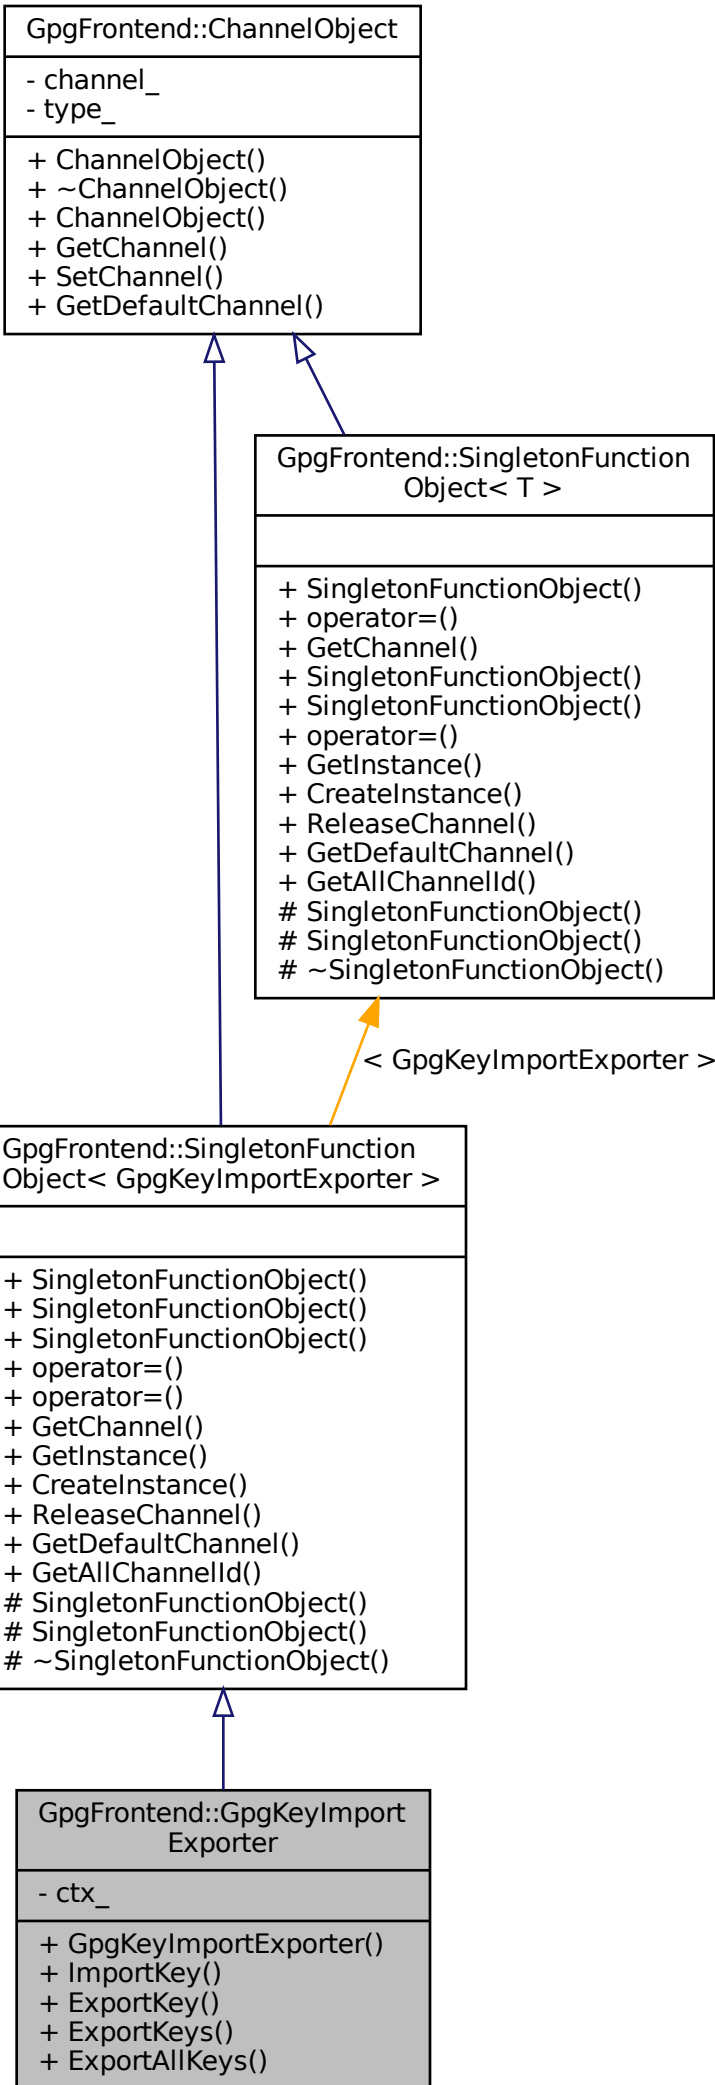 GpgFrontend::ChannelObject
- channel_
- type_
+ ChannelObject()
+ ~ChannelObject()
+ ChannelObject()
+ GetChannel()
+ SetChannel()
+ GetDefaultChannel()
GpgFrontend::SingletonFunction
Object< T >
+ SingletonFunctionObject()
+ operator=()
+ GetChannel()
+ SingletonFunctionObject()
+ SingletonFunctionObject()
+ operator=()
+ GetInstance()
+ CreateInstance()
+ ReleaseChannel()
+ GetDefaultChannel()
+ GetAllChannelId()
# SingletonFunctionObject()
# SingletonFunctionObject()
# ~SingletonFunctionObject()
< GpgKeyImportExporter >
GpgFrontend::SingletonFunction
Object< GpgKeyImportExporter >
+ SingletonFunctionObject()
+ SingletonFunctionObject()
+ SingletonFunctionObject()
+ operator=()
+ operator=()
+ GetChannel()
+ GetInstance()
+ CreateInstance()
+ ReleaseChannel()
+ GetDefaultChannel()
+ GetAllChannelId()
# SingletonFunctionObject()
# SingletonFunctionObject()
# ~SingletonFunctionObject()
GpgFrontend::GpgKeyImport
Exporter
- ctx_
+ GpgKeyImportExporter()
+ ImportKey()
+ ExportKey()
+ ExportKeys()
+ ExportAllKeys()